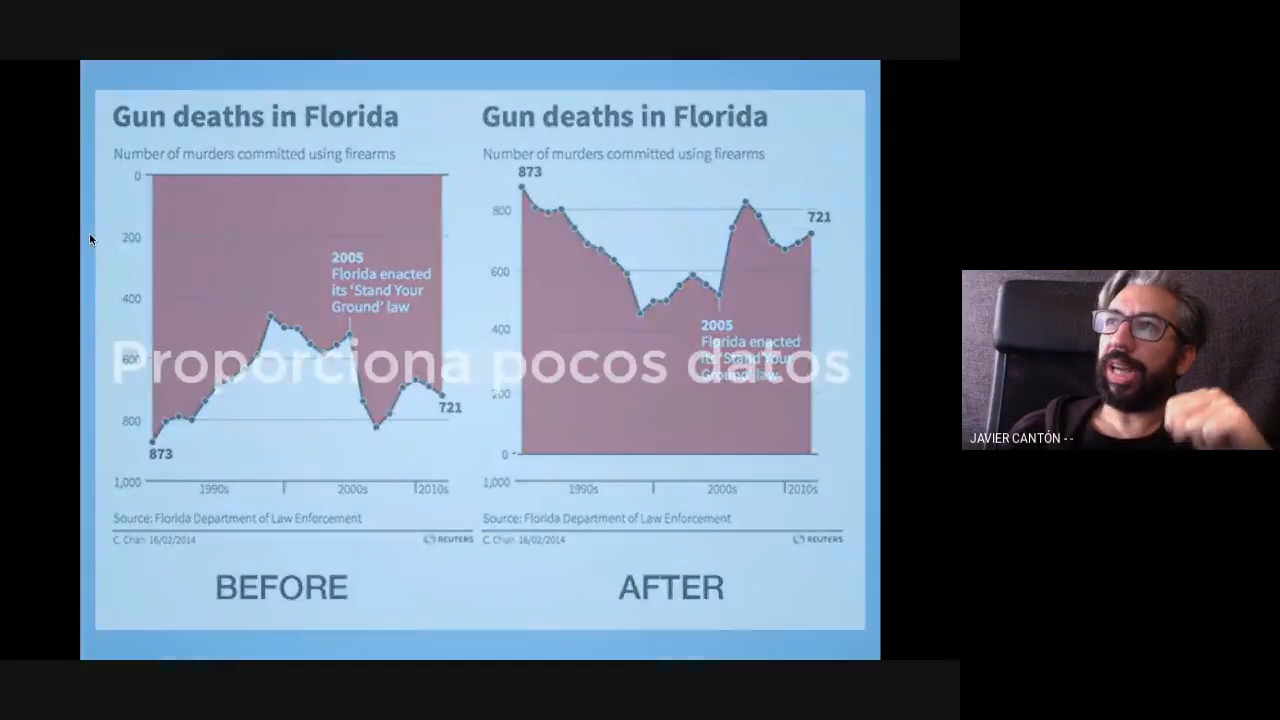 Gun deaths in Florida
Number of murders committed using firearms
0
200
400
600
800
1,000
2005
Florida enacted
its 'Stand Your
Ground' law
873
721
1990s
2000s
2010s
Source: Florida Department of Law Enforcement
C. Chan 16/02/2014
REUTERS
BEFORE
Gun deaths in Florida
Number of murders committed using firearms
873
800
600
400
200
0
1,000
721
2005
Florida enacted
its 'Stand Your
Ground' law
1990s
2000s
2010s
Source: Florida Department of Law Enforcement
C. Chan 16/02/2014
REUTERS
AFTER
Proporciona pocos datos
JAVIER CANTÓN - -